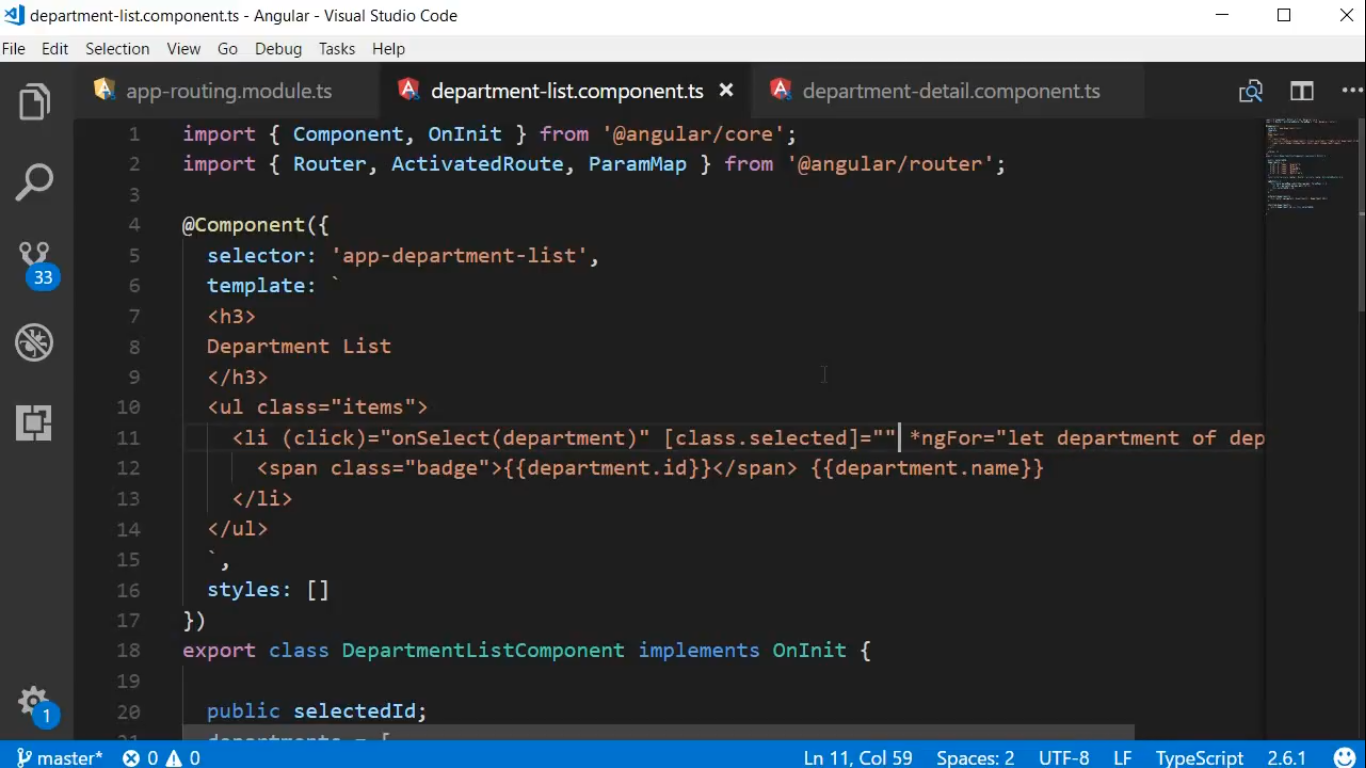 department-list.component.ts - Angular - Visual Studio Code
File Edit Selection View Go Debug Tasks Help
app-routing.module.ts department-list.component.ts department-detail.component.ts
1 import { Component, OnInit } from '@angular/core';
2 import { Router, ActivatedRoute, ParamMap } from '@angular/router';
3
4 @Component({
5 selector: 'app-department-list',
6 template: `
7 <h3>
8 Department List
9 </h3>
10 <ul class="items">
11 <li (click)="onSelect(department)" [class.selected]="" *ngFor="let department of dep
12 <span class="badge">{{department.id}}</span> {{department.name}}
13 </li>
14 </ul>
15 `,
16 styles: []
17 })
18 export class DepartmentListComponent implements OnInit {
19
20 public selectedId;
21 departments = [
33
1
master* 0 0 Ln 11, Col 59 Spaces: 2 UTF-8 LF TypeScript 2.6.1